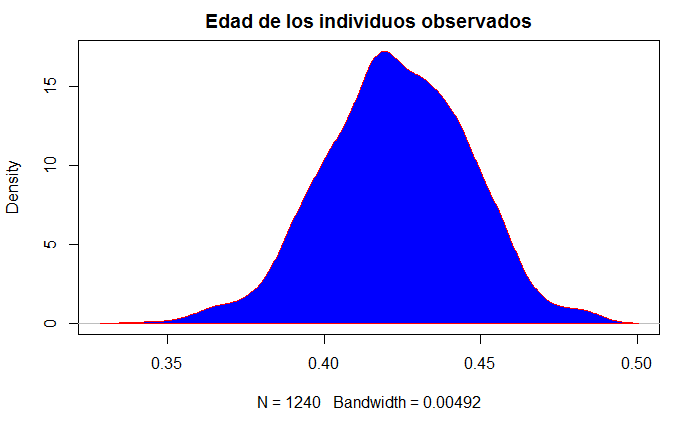 Edad de los individuos observados
Density
15
10
5
0
0.35 0.40 0.45 0.50
N = 1240 Bandwidth = 0.00492